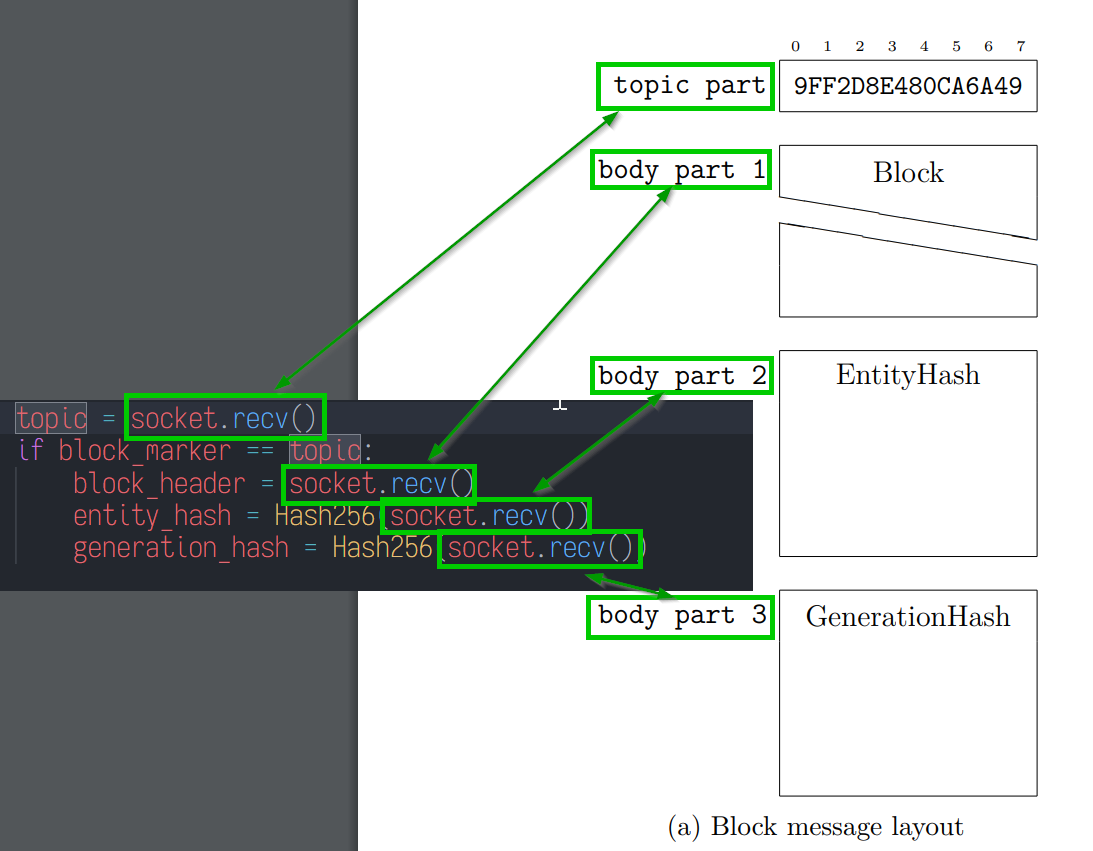 0 1 2 3 4 5 6 7
topic part 9FF2D8E480CA6A49
body part 1 Block
body part 2 EntityHash
topic = socket.recv()
if block_marker == topic:
block_header = socket.recv()
entity_hash = Hash256(socket.recv())
generation_hash = Hash256(socket.recv())
body part 3 GenerationHash
(a) Block message layout